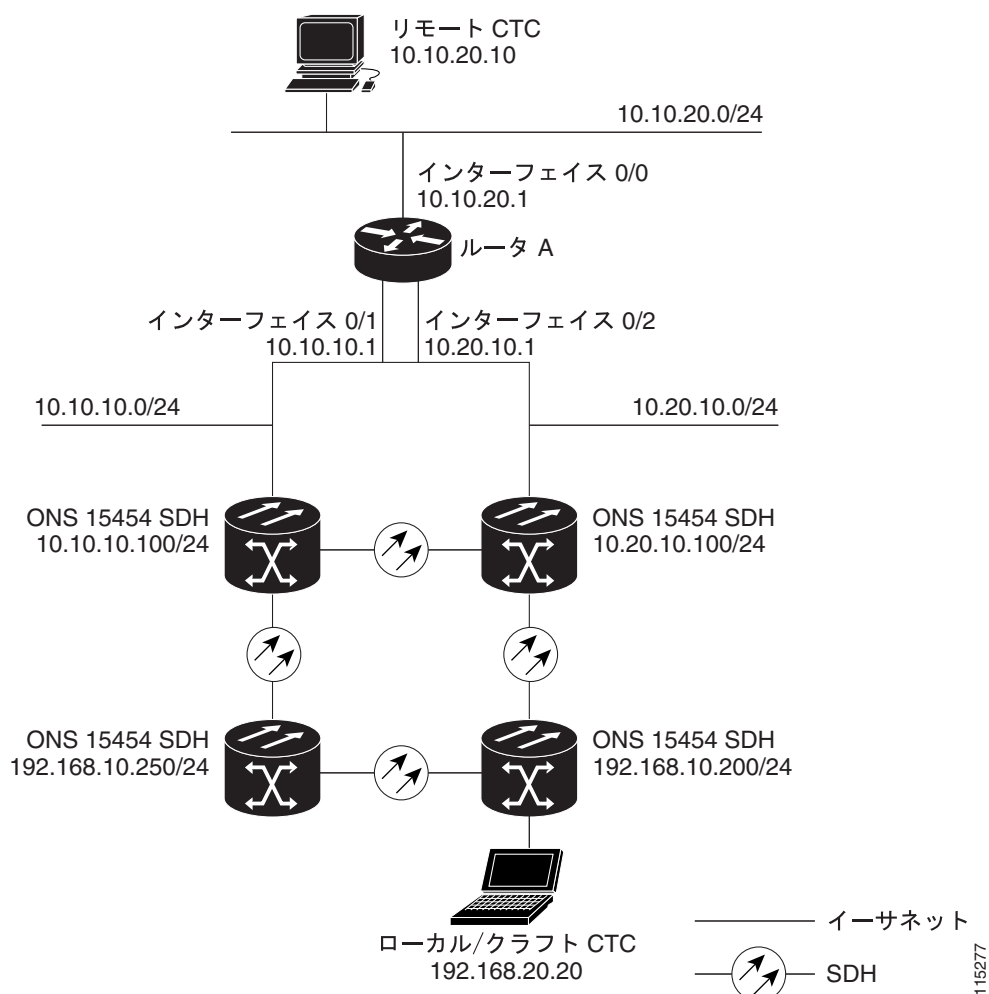 リモート CTC
10.10.20.10
10.10.20.0/24
インターフェイス 0/0
10.10.20.1
ルータ A
インターフェイス 0/1
10.10.10.1
インターフェイス 0/2
10.20.10.1
10.10.10.0/24
10.20.10.0/24
ONS 15454 SDH
10.10.10.100/24
ONS 15454 SDH
10.20.10.100/24
ONS 15454 SDH
192.168.10.250/24
ONS 15454 SDH
192.168.10.200/24
ローカル/クラフト CTC
192.168.20.20
イーサネット
SDH
115277